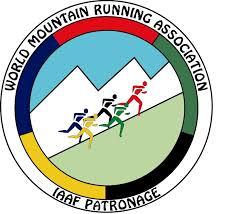 WORLD MOUNTAIN RUNNING ASSOCIATION
IAAF PATRONAGE